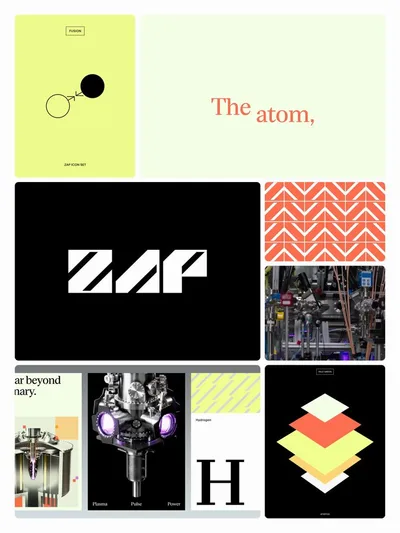 FUSION
ZAP ICON SET
The atom,
ZAP
ar beyond
nary.
Plasma
Pulse
Power
Hydrogen
H